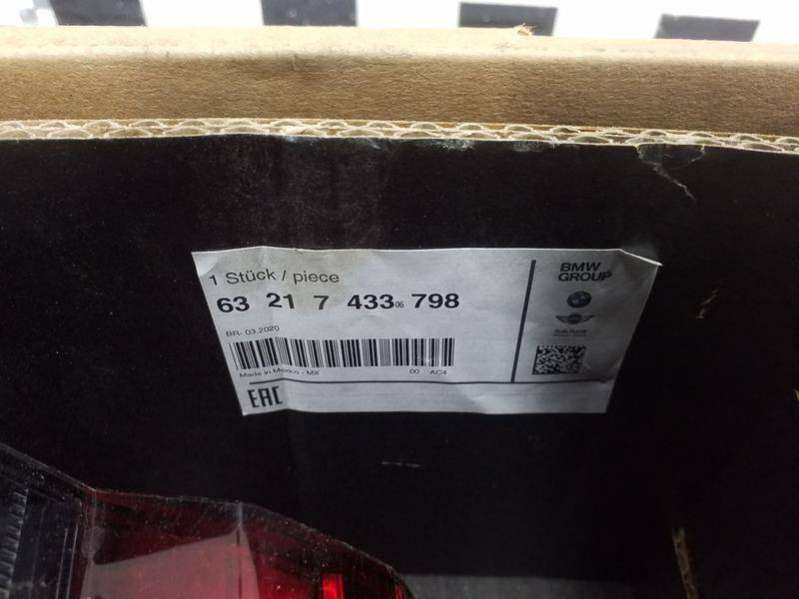 1 Stück / piece
63 21 7 433 06 798
BR. 03.2020
Made in Mexico - MX 00 AC4
EAC
BMW
GROUP